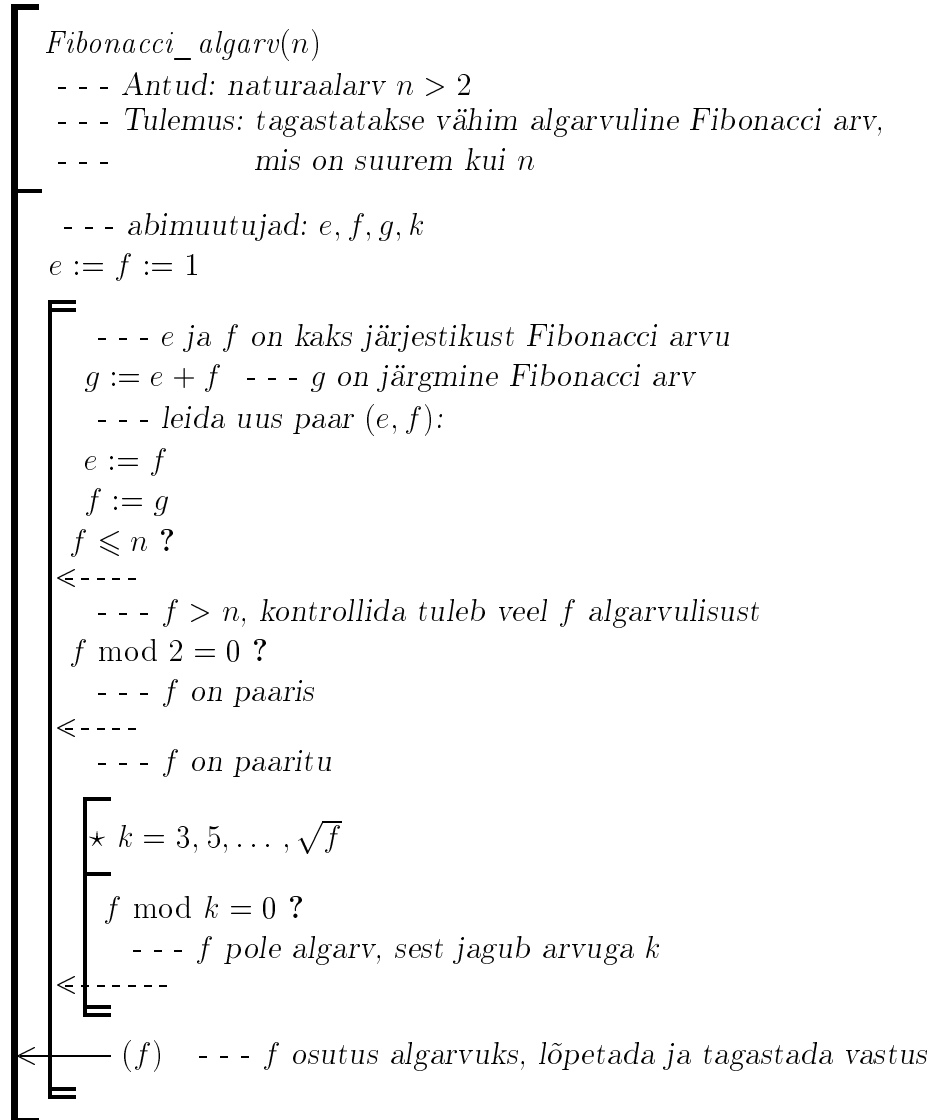 Fibonacci_algarv(n)
- - - Antud: naturaalarv n > 2
- - - Tulemus: tagastatakse vähim algarvuline Fibonacci arv,
- - - mis on suurem kui n
- - - abimuutujad: e, f, g, k
e := f := 1
- - - e ja f on kaks järjestikust Fibonacci arvu
g := e + f - - - g on järgmine Fibonacci arv
- - - leida uus paar (e, f):
e := f
f := g
f ⩽ n ?
- - - f > n, kontrollida tuleb veel f algarvulisust
f mod 2 = 0 ?
- - - f on paaris
- - - f on paaritu
⋆ k = 3, 5, . . . , √f
f mod k = 0 ?
- - - f pole algarv, sest jagub arvuga k
(f) - - - f osutus algarvuks, lõpetada ja tagastada vastus